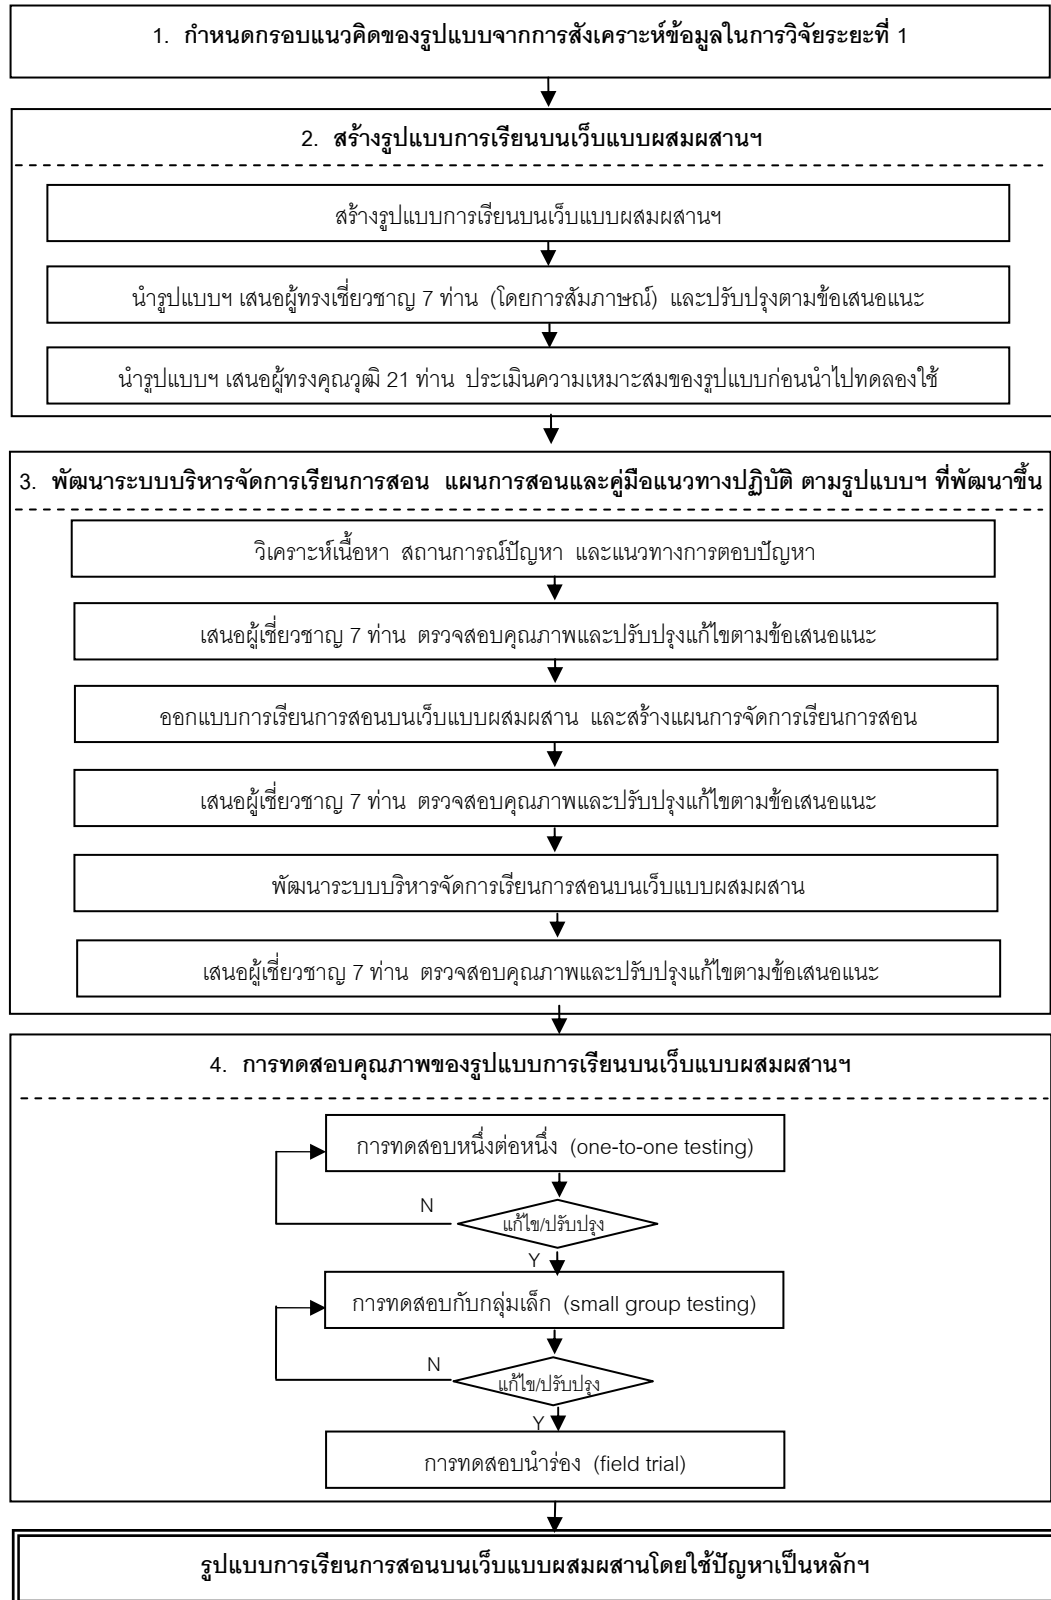 1. กำหนดกรอบแนวคิดของรูปแบบจากการสังเคราะห์ข้อมูลในการวิจัยระยะที่ 1
2. สร้างรูปแบบการเรียนบนเว็บแบบผสมผสานฯ
สร้างรูปแบบการเรียนบนเว็บแบบผสมผสานฯ
นำรูปแบบฯ เสนอผู้ทรงเชี่ยวชาญ 7 ท่าน (โดยการสัมภาษณ์) และปรับปรุงตามข้อเสนอแนะ
นำรูปแบบฯ เสนอผู้ทรงคุณวุฒิ 21 ท่าน ประเมินความเหมาะสมของรูปแบบก่อนนำไปทดลองใช้
3. พัฒนาระบบบริหารจัดการเรียนการสอน แผนการสอนและคู่มือแนวทางปฏิบัติ ตามรูปแบบฯ ที่พัฒนาขึ้น
วิเคราะห์เนื้อหา สถานการณ์ปัญหา และแนวทางการตอบปัญหา
เสนอผู้เชี่ยวชาญ 7 ท่าน ตรวจสอบคุณภาพและปรับปรุงแก้ไขตามข้อเสนอแนะ
ออกแบบการเรียนการสอนบนเว็บแบบผสมผสาน และสร้างแผนการจัดการเรียนการสอน
เสนอผู้เชี่ยวชาญ 7 ท่าน ตรวจสอบคุณภาพและปรับปรุงแก้ไขตามข้อเสนอแนะ
พัฒนาระบบบริหารจัดการเรียนการสอนบนเว็บแบบผสมผสาน
เสนอผู้เชี่ยวชาญ 7 ท่าน ตรวจสอบคุณภาพและปรับปรุงแก้ไขตามข้อเสนอแนะ
4. การทดสอบคุณภาพของรูปแบบการเรียนบนเว็บแบบผสมผสานฯ
การทดสอบหนึ่งต่อหนึ่ง (one-to-one testing)
N
แก้ไข/ปรับปรุง
Y
การทดสอบกับกลุ่มเล็ก (small group testing)
N
แก้ไข/ปรับปรุง
Y
การทดสอบนำร่อง (field trial)
รูปแบบการเรียนการสอนบนเว็บแบบผสมผสานโดยใช้ปัญหาเป็นหลักฯ